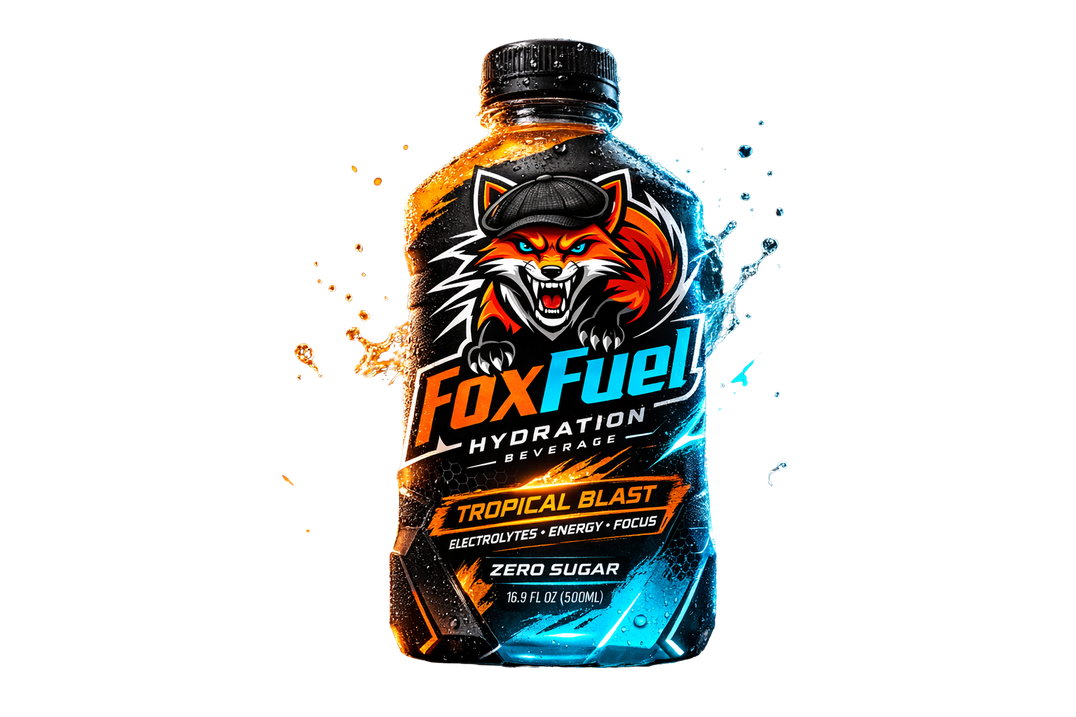 FoxFuel
HYDRATION
BEVERAGE
TROPICAL BLAST
ELECTROLYTES • ENERGY • FOCUS
ZERO SUGAR
16.9 FL OZ (500ML)